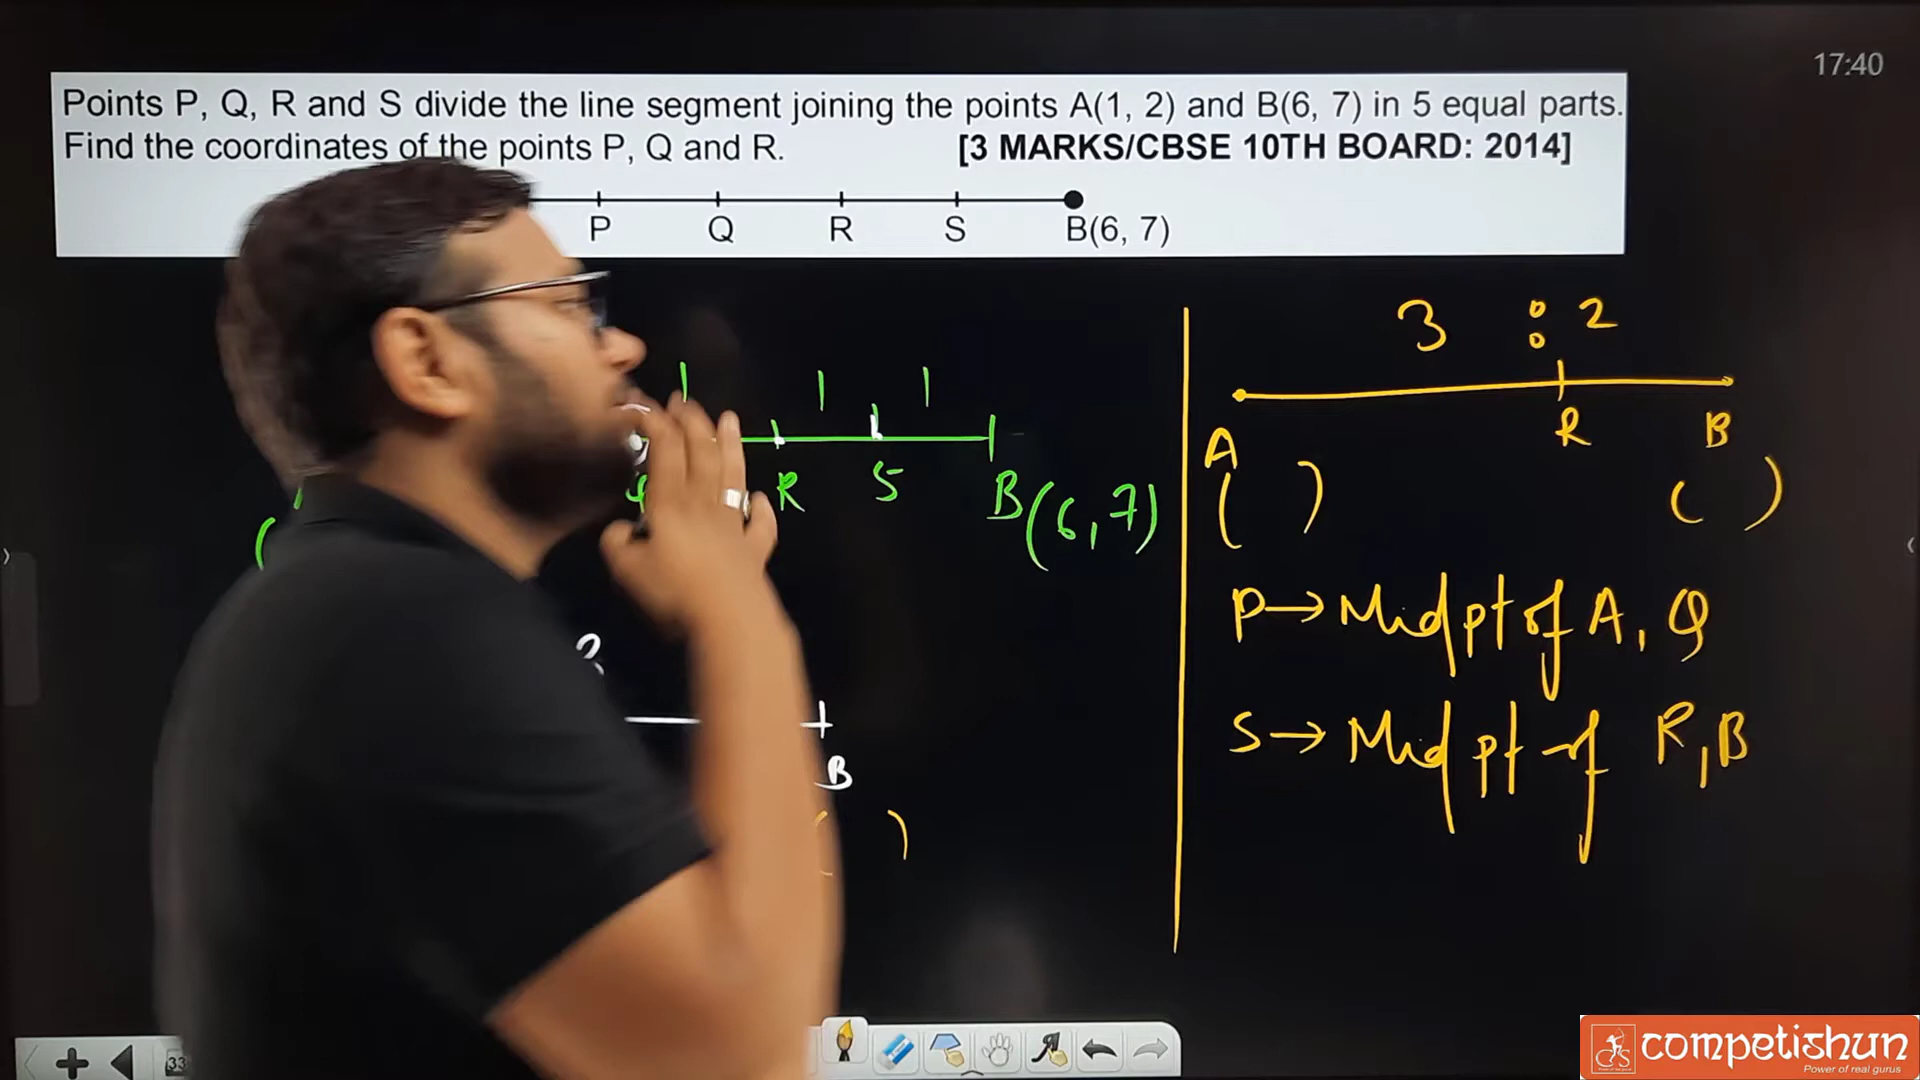 17:40
Points P, Q, R and S divide the line segment joining the points A(1, 2) and B(6, 7) in 5 equal parts.
Find the coordinates of the points P, Q and R. [3 MARKS/CBSE 10TH BOARD: 2014]
P Q R S B(6, 7)
3 : 2
R S B(6,7)
A R B
( ) ( )
P→Mid pt of A, Q
S→Mid pt of R,B
B
( )
33
competishun
Power of real gurus